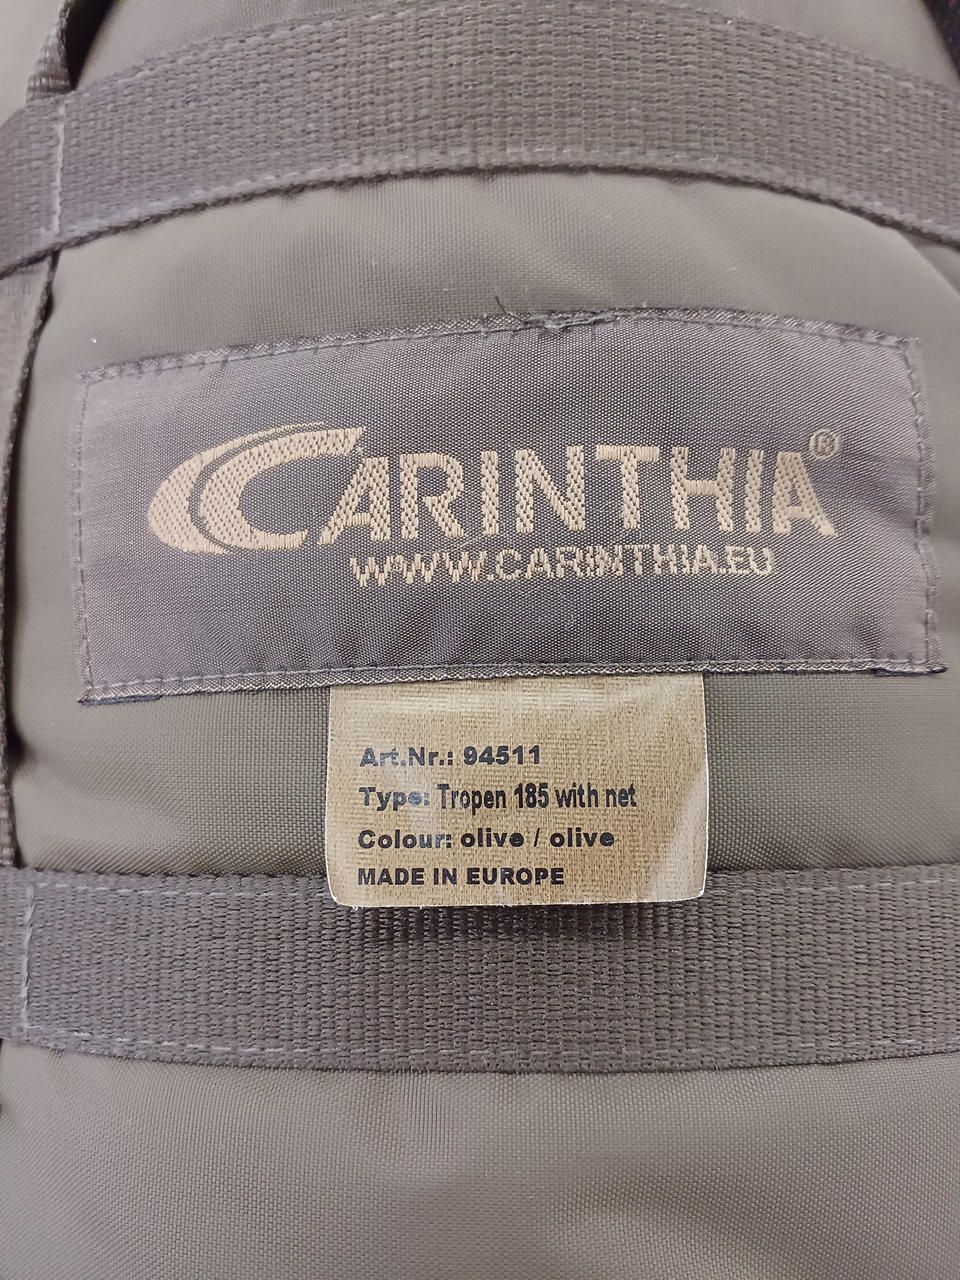 CARINTHIA®
WWW.CARINTHIA.EU
Art.Nr.: 94511
Type: Tropen 185 with net
Colour: olive / olive
MADE IN EUROPE